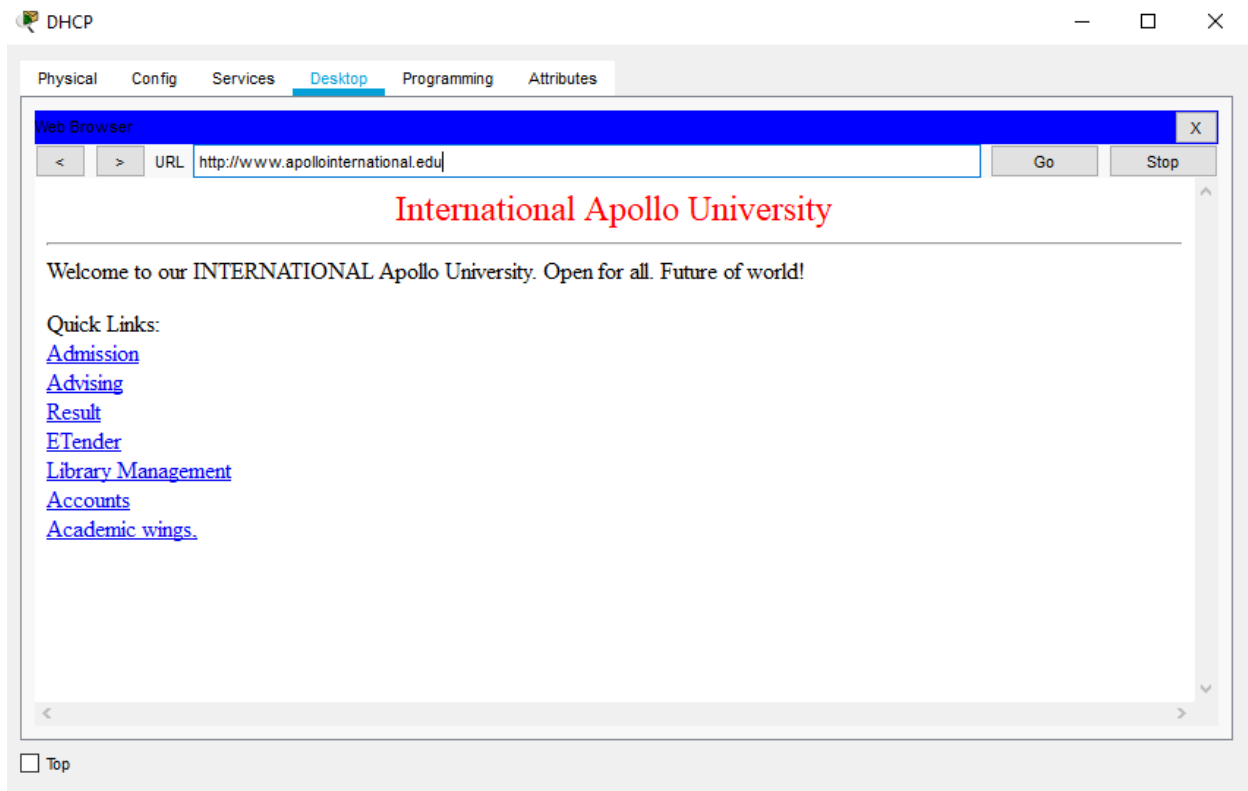 DHCP
Physical Config Services Desktop Programming Attributes
Web Browser X
< > URL http://www.apollointernational.edu Go Stop
International Apollo University
Welcome to our INTERNATIONAL Apollo University. Open for all. Future of world!
Quick Links:
Admission
Advising
Result
ETender
Library Management
Accounts
Academic wings.
Top